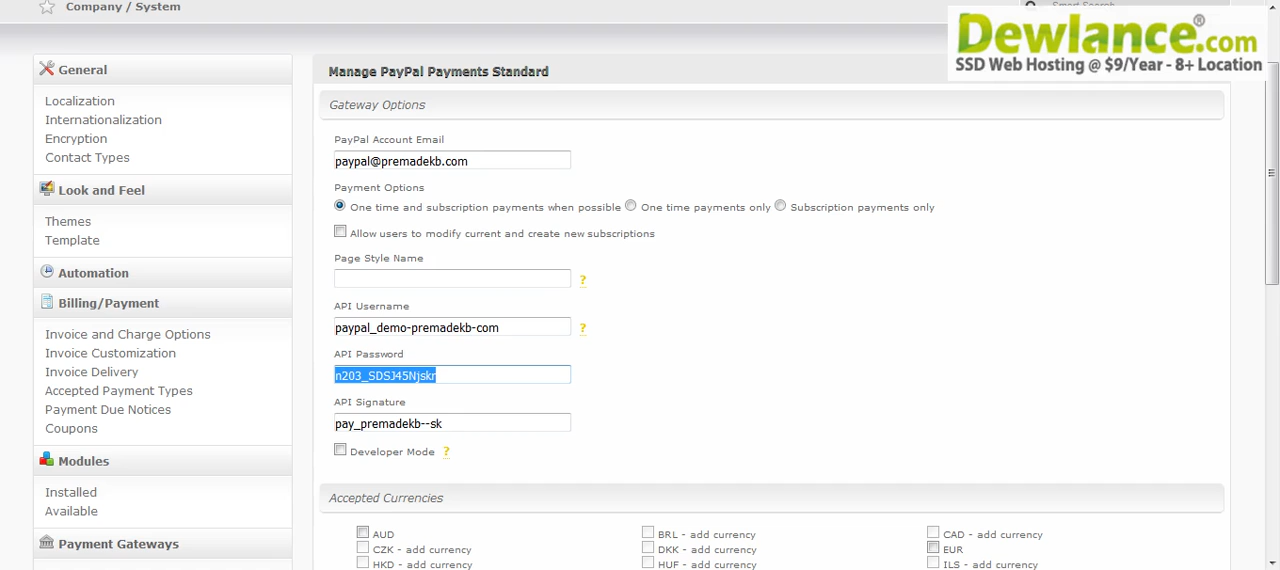 Company / System
Dewlance.com®
SSD Web Hosting @ $9/Year - 8+ Location
General
Localization
Internationalization
Encryption
Contact Types
Look and Feel
Themes
Template
Automation
Billing/Payment
Invoice and Charge Options
Invoice Customization
Invoice Delivery
Accepted Payment Types
Payment Due Notices
Coupons
Modules
Installed
Available
Payment Gateways
Manage PayPal Payments Standard
Gateway Options
PayPal Account Email
paypal@premadekb.com
Payment Options
One time and subscription payments when possible One time payments only Subscription payments only
Allow users to modify current and create new subscriptions
Page Style Name
?
API Username
paypal_demo-premadekb-com ?
API Password
n203_SDSJ45Njskr
API Signature
pay_premadekb--sk
Developer Mode ?
Accepted Currencies
AUD BRL - add currency CAD - add currency
CZK - add currency DKK - add currency EUR
HKD - add currency HUF - add currency ILS - add currency